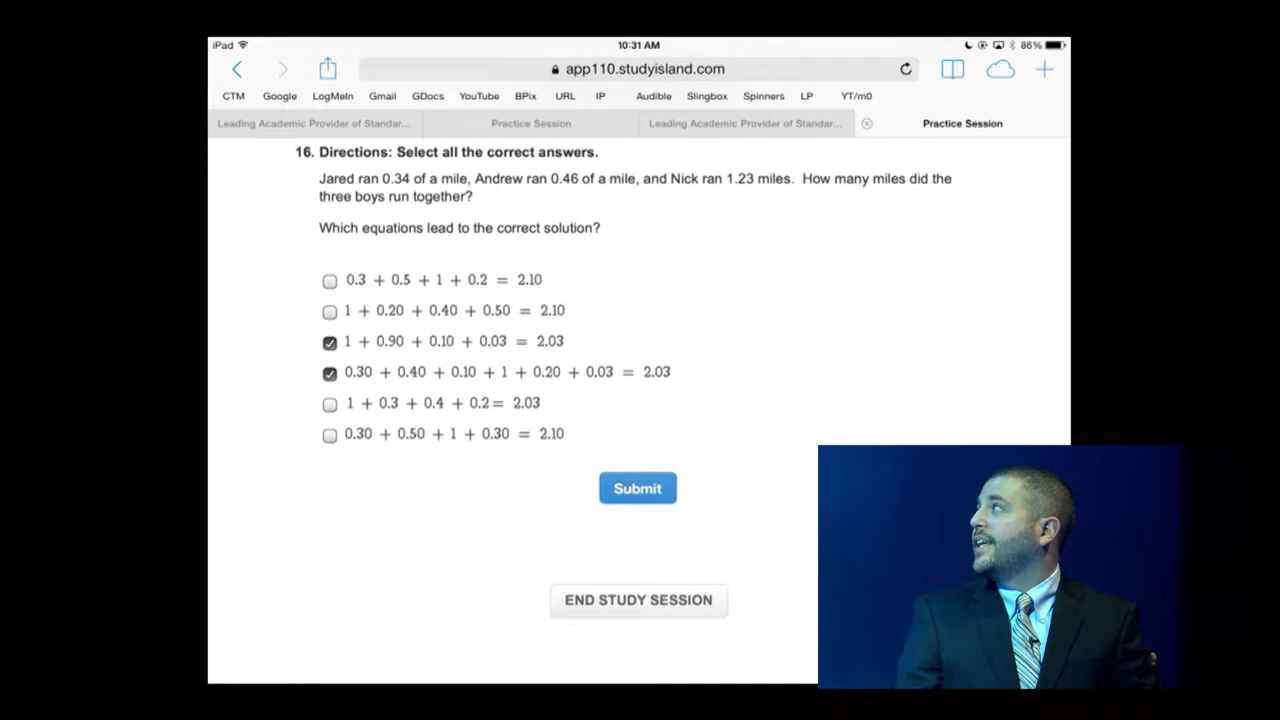 iPad 10:31 AM 86%
app110.studyisland.com
CTM Google LogMeIn Gmail GDocs YouTube BPix URL IP Audible Slingbox Spinners LP YT/m0
Leading Academic Provider of Standar... Practice Session Leading Academic Provider of Standar... Practice Session
16. Directions: Select all the correct answers.
Jared ran 0.34 of a mile, Andrew ran 0.46 of a mile, and Nick ran 1.23 miles. How many miles did the
three boys run together?
Which equations lead to the correct solution?
0.3 + 0.5 + 1 + 0.2 = 2.10
1 + 0.20 + 0.40 + 0.50 = 2.10
1 + 0.90 + 0.10 + 0.03 = 2.03
0.30 + 0.40 + 0.10 + 1 + 0.20 + 0.03 = 2.03
1 + 0.3 + 0.4 + 0.2= 2.03
0.30 + 0.50 + 1 + 0.30 = 2.10
Submit
END STUDY SESSION